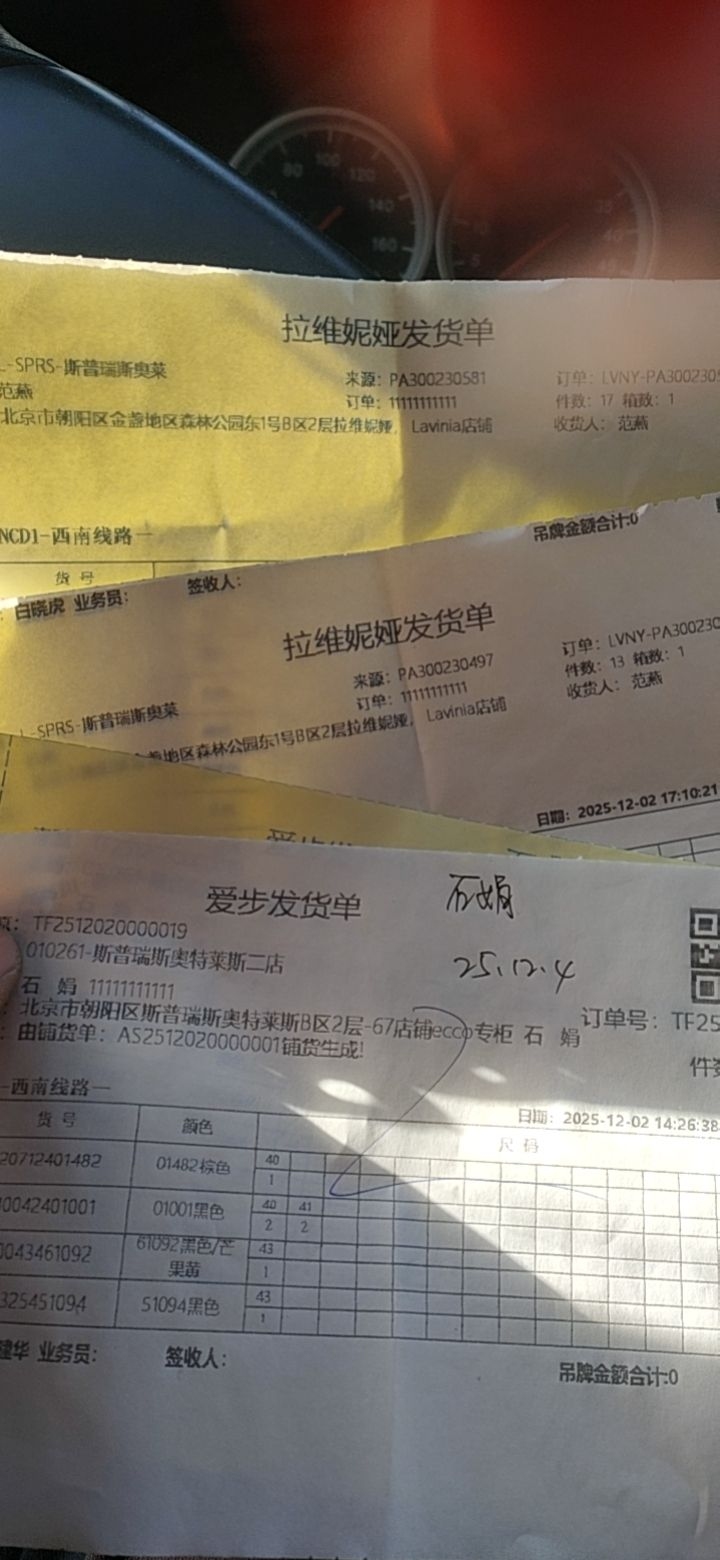 80 100 120 140 160
拉维妮娅发货单
-SPRS-斯普瑞斯奥莱
来源: PA300230581
订单: LVNY-PA300230
范燕
订单: 11111111111
件数: 17 箱数: 1
北京市朝阳区金盏地区森林公园东1号B区2层拉维妮娅, Lavinia店铺
收货人: 范燕
NCD1-西南线路一
吊牌金额合计:0
货号
白晓虎 业务员:
签收人:
拉维妮娅发货单
来源: PA300230497
订单: LVNY-PA300230
订单: 11111111111
件数: 13 箱数: 1
L-SPRS-斯普瑞斯奥莱
收货人: 范燕
地区森林公园东1号B区2层拉维妮娅, Lavinia店铺
日期: 2025-12-02 17:10:21
爱步发货单
石娟
TF2512020000019
010261-斯普瑞斯奥特莱斯二店
25.12.4
石 娟 11111111111
北京市朝阳区斯普瑞斯奥特莱斯B区2层-67店铺ecco专柜 石 娟
订单号: TF25
: 由铺货单: AS2512020000001铺货生成!
件数
-西南线路一
日期: 2025-12-02 14:26:38
货号 颜色 尺码
20712401482 01482棕色 40
1
0042401001 01001黑色 40 41
2 2
0043461092 61092黑色/芒果黄 43
1
325451094 51094黑色 43
1
建华 业务员: 签收人:
吊牌金额合计:0